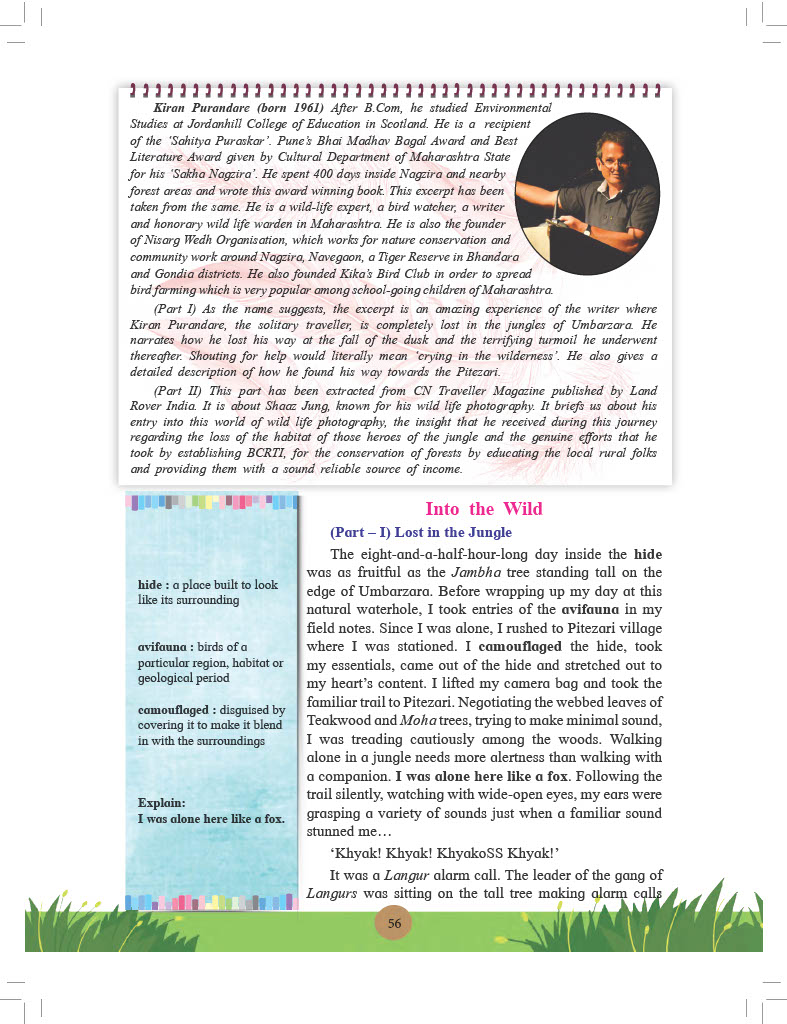 Kiran Purandare (born 1961) After B.Com, he studied Environmental
Studies at Jordanhill College of Education in Scotland. He is a recipient
of the ‘Sahitya Puraskar’. Pune’s Bhai Madhav Bagal Award and Best
Literature Award given by Cultural Department of Maharashtra State
for his ‘Sakha Nagzira’. He spent 400 days inside Nagzira and nearby
forest areas and wrote this award winning book. This excerpt has been
taken from the same. He is a wild-life expert, a bird watcher, a writer
and honorary wild life warden in Maharashtra. He is also the founder
of Nisarg Wedh Organisation, which works for nature conservation and
community work around Nagzira, Navegaon, a Tiger Reserve in Bhandara
and Gondia districts. He also founded Kika’s Bird Club in order to spread
bird farming which is very popular among school-going children of Maharashtra.
(Part I) As the name suggests, the excerpt is an amazing experience of the writer where
Kiran Purandare, the solitary traveller, is completely lost in the jungles of Umbarzara. He
narrates how he lost his way at the fall of the dusk and the terrifying turmoil he underwent
thereafter. Shouting for help would literally mean ‘crying in the wilderness’. He also gives a
detailed description of how he found his way towards the Pitezari.
(Part II) This part has been extracted from CN Traveller Magazine published by Land
Rover India. It is about Shaaz Jung, known for his wild life photography. It briefs us about his
entry into this world of wild life photography, the insight that he received during this journey
regarding the loss of the habitat of those heroes of the jungle and the genuine efforts that he
took by establishing BCRTI, for the conservation of forests by educating the local rural folks
and providing them with a sound reliable source of income.
hide : a place built to look
like its surrounding
avifauna : birds of a
particular region, habitat or
geological period
camouflaged : disguised by
covering it to make it blend
in with the surroundings
Explain:
I was alone here like a fox.
Into the Wild
(Part – I) Lost in the Jungle
The eight-and-a-half-hour-long day inside the hide
was as fruitful as the Jambha tree standing tall on the
edge of Umbarzara. Before wrapping up my day at this
natural waterhole, I took entries of the avifauna in my
field notes. Since I was alone, I rushed to Pitezari village
where I was stationed. I camouflaged the hide, took
my essentials, came out of the hide and stretched out to
my heart’s content. I lifted my camera bag and took the
familiar trail to Pitezari. Negotiating the webbed leaves of
Teakwood and Moha trees, trying to make minimal sound,
I was treading cautiously among the woods. Walking
alone in a jungle needs more alertness than walking with
a companion. I was alone here like a fox. Following the
trail silently, watching with wide-open eyes, my ears were
grasping a variety of sounds just when a familiar sound
stunned me…
‘Khyak! Khyak! KhyakoSS Khyak!’
It was a Langur alarm call. The leader of the gang of
Langurs was sitting on the tall tree making alarm calls
56